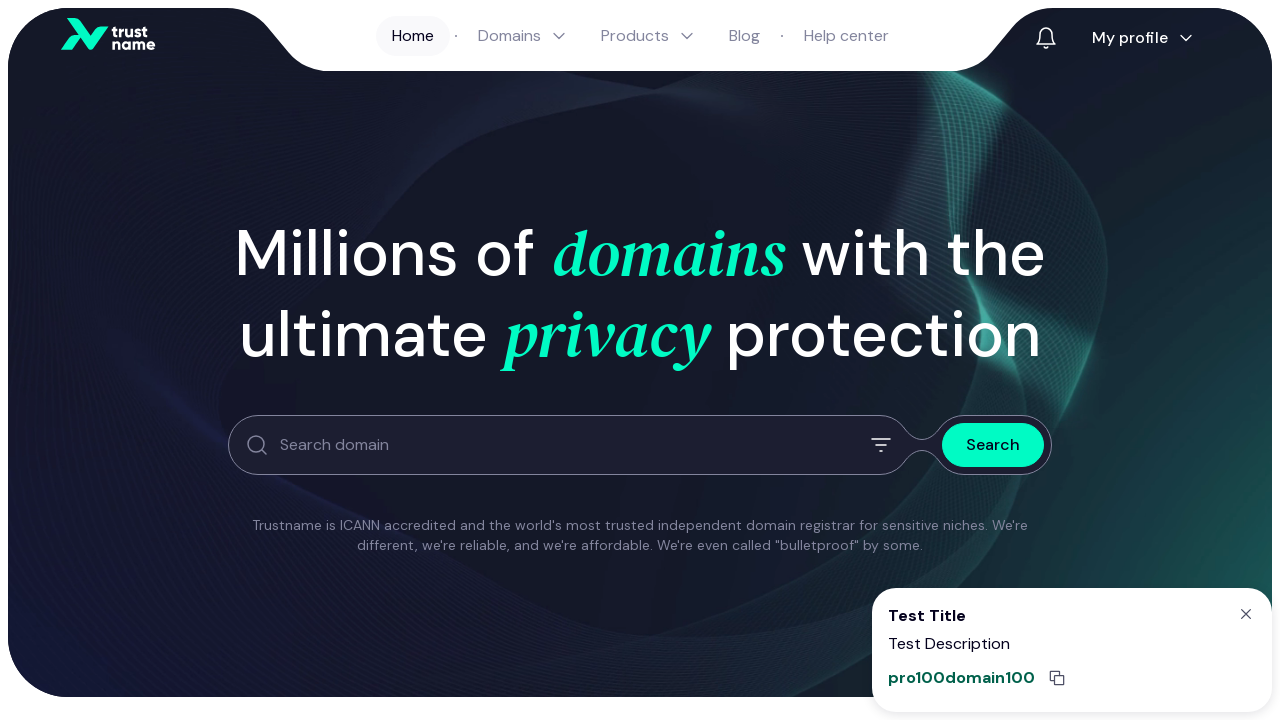 trust
name
Home
Domains
Products
Blog
Help center
My profile
Millions of domains with the
ultimate privacy protection
Search domain
Search
Trustname is ICANN accredited and the world's most trusted independent domain registrar for sensitive niches. We're
different, we're reliable, and we're affordable. We're even called "bulletproof" by some.
Test Title
Test Description
pro100domain100